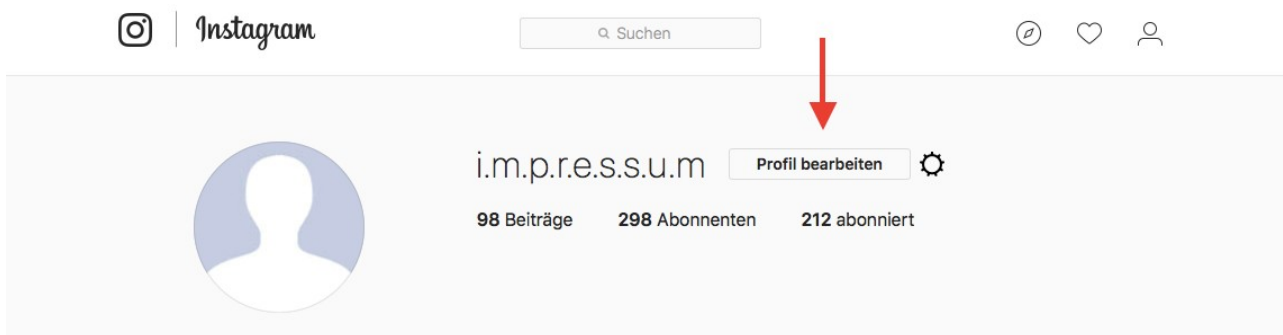 Instagram
Suchen
i.m.p.r.e.s.s.u.m Profil bearbeiten
98 Beiträge 298 Abonnenten 212 abonniert